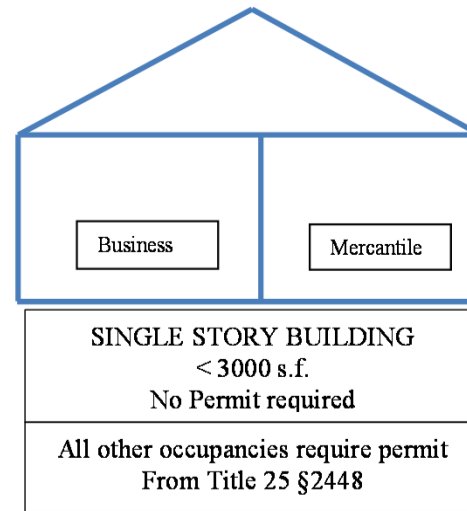 Business
Mercantile
SINGLE STORY BUILDING
< 3000 s.f.
No Permit required
All other occupancies require permit
From Title 25 §2448